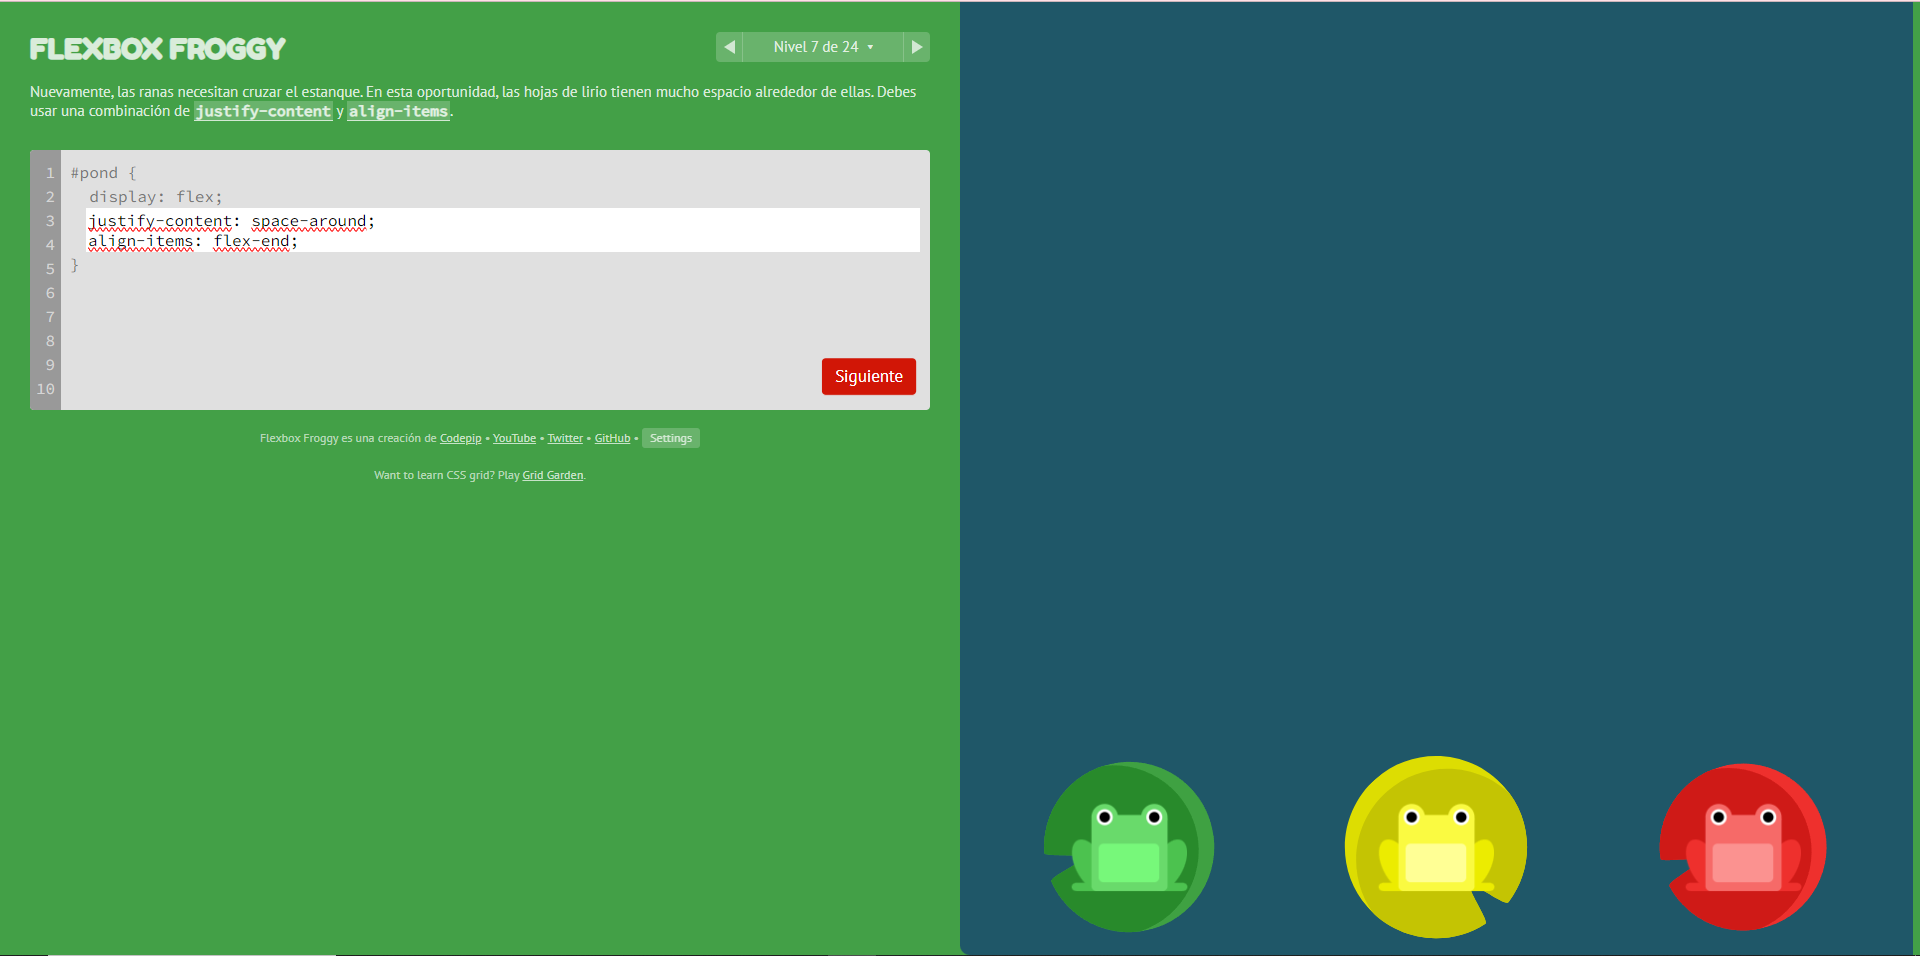 FLEXBOX FROGGY
Nivel 7 de 24
Nuevamente, las ranas necesitan cruzar el estanque. En esta oportunidad, las hojas de lirio tienen mucho espacio alrededor de ellas. Debes
usar una combinación de justify-content y align-items.
1 #pond {
2 display: flex;
3 justify-content: space-around;
4 align-items: flex-end;
5 }
6
7
8
9
10
Siguiente
Flexbox Froggy es una creación de Codepip • YouTube • Twitter • GitHub • Settings
Want to learn CSS grid? Play Grid Garden.